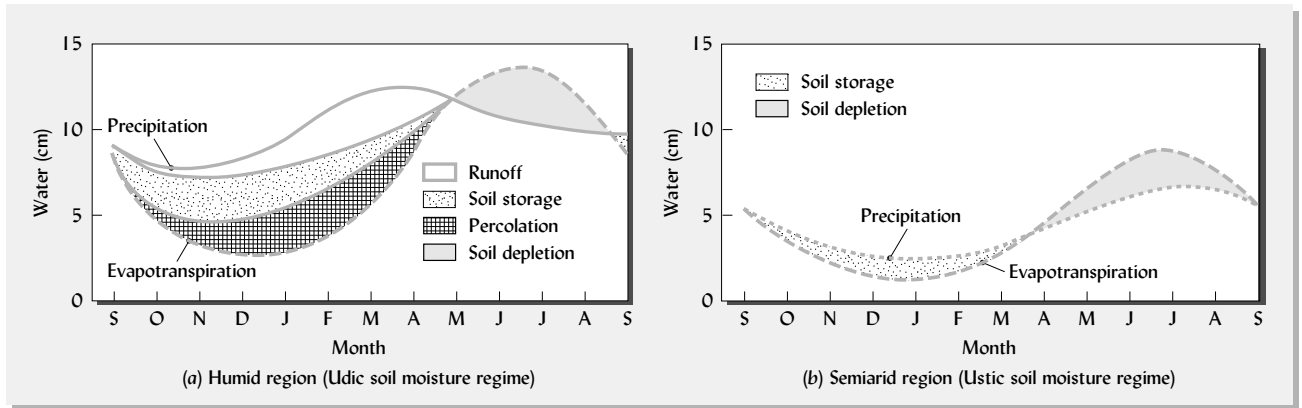 15
10
5
0
Water (cm)
Precipitation
Evapotranspiration
Runoff
Soil storage
Percolation
Soil depletion
S O N D J F M A M J J A S
Month
(a) Humid region (Udic soil moisture regime)
15
10
5
0
Water (cm)
Soil storage
Soil depletion
Precipitation
Evapotranspiration
S O N D J F M A M J J A S
Month
(b) Semiarid region (Ustic soil moisture regime)